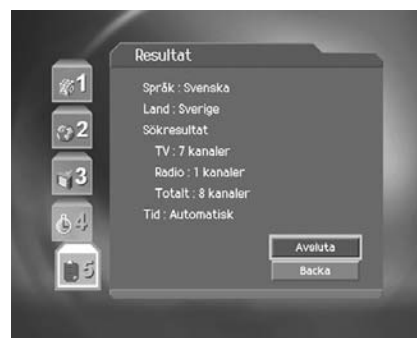 Resultat
1
Språk : Svenska
Land : Sverige
2
Sökresultat
TV : 7 kanaler
3
Radio : 1 kanaler
Totalt : 8 kanaler
4
Tid : Automatisk
5
Avsluta
Backa